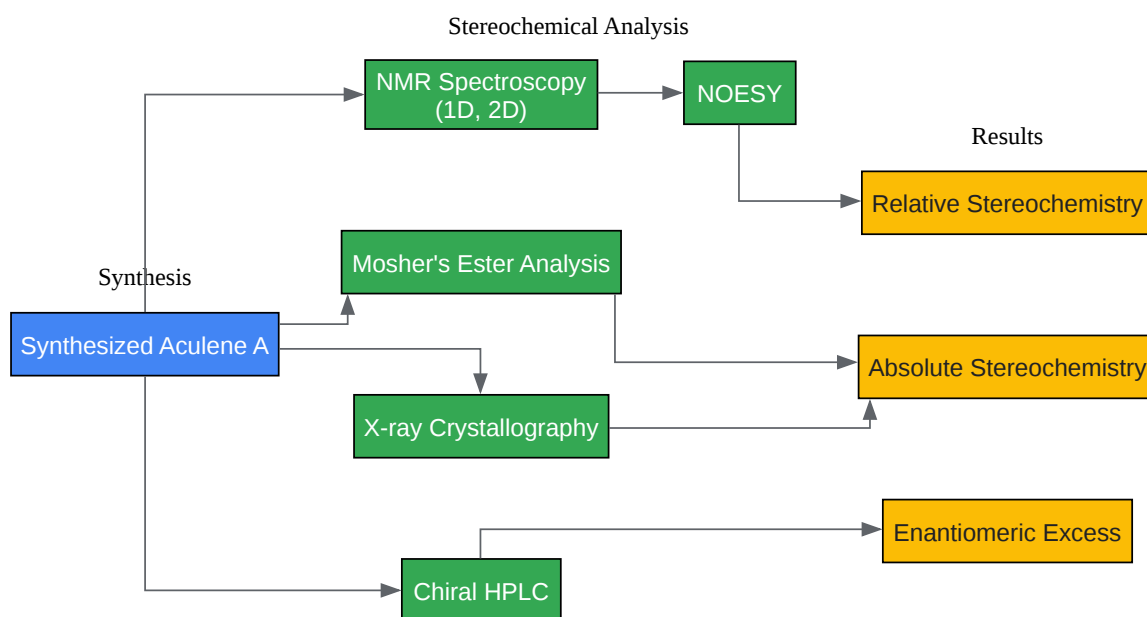 Stereochemical Analysis
NMR Spectroscopy
(1D, 2D)
NOESY
Results
Relative Stereochemistry
Mosher's Ester Analysis
Synthesis
Synthesized Aculene A
Absolute Stereochemistry
X-ray Crystallography
Enantiomeric Excess
Chiral HPLC